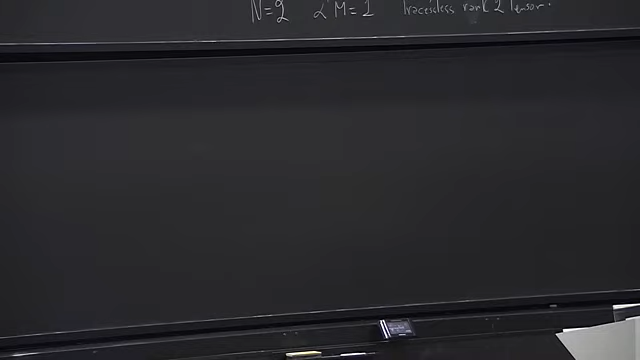 N=2 α'M=1 Traceless rank 2 tensor.